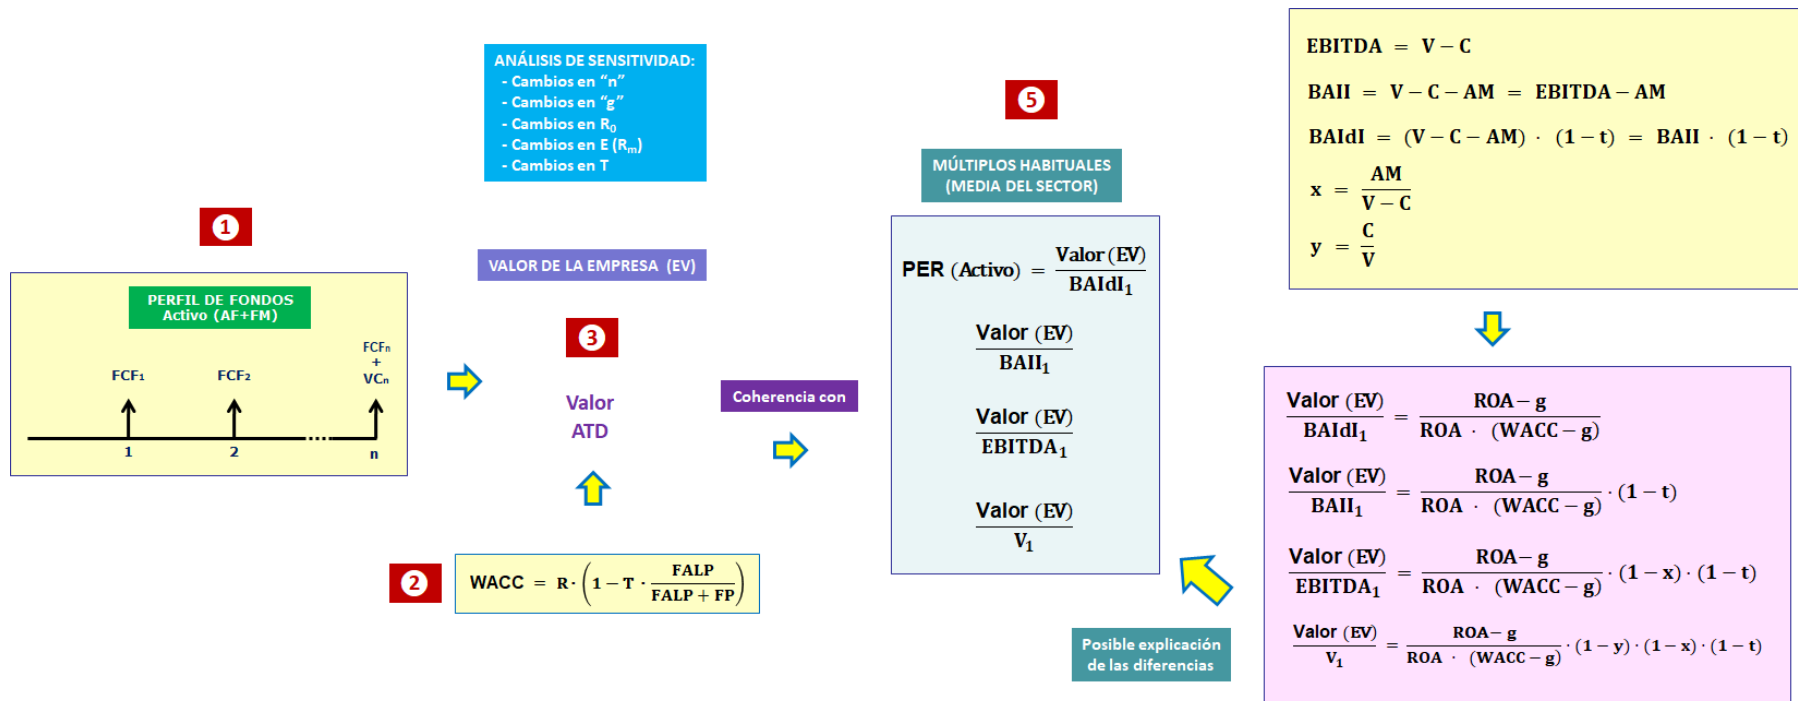 ❶
PERFIL DE FONDOS
Activo (AF+FM)
FCF₁
FCF₂
FCFₙ
+
VCₙ
1
2
n
ANÁLISIS DE SENSITIVIDAD:
- Cambios en “n”
- Cambios en “g”
- Cambios en R₀
- Cambios en E (Rₘ)
- Cambios en T
VALOR DE LA EMPRESA (EV)
❸
Valor
ATD
❷
WACC = R · (1 − T · FALP / (FALP + FP))
Coherencia con
❺
MÚLTIPLOS HABITUALES
(MEDIA DEL SECTOR)
PER (Activo) = Valor (EV) / BAIdI₁
Valor (EV) / BAII₁
Valor (EV) / EBITDA₁
Valor (EV) / V₁
Posible explicación
de las diferencias
EBITDA = V − C
BAII = V − C − AM = EBITDA − AM
BAIdI = (V − C − AM) · (1 − t) = BAII · (1 − t)
x = AM / (V − C)
y = C / V
Valor (EV) / BAIdI₁ = (ROA − g) / (ROA · (WACC − g))
Valor (EV) / BAII₁ = (ROA − g) / (ROA · (WACC − g)) · (1 − t)
Valor (EV) / EBITDA₁ = (ROA − g) / (ROA · (WACC − g)) · (1 − x) · (1 − t)
Valor (EV) / V₁ = (ROA − g) / (ROA · (WACC − g)) · (1 − y) · (1 − x) · (1 − t)